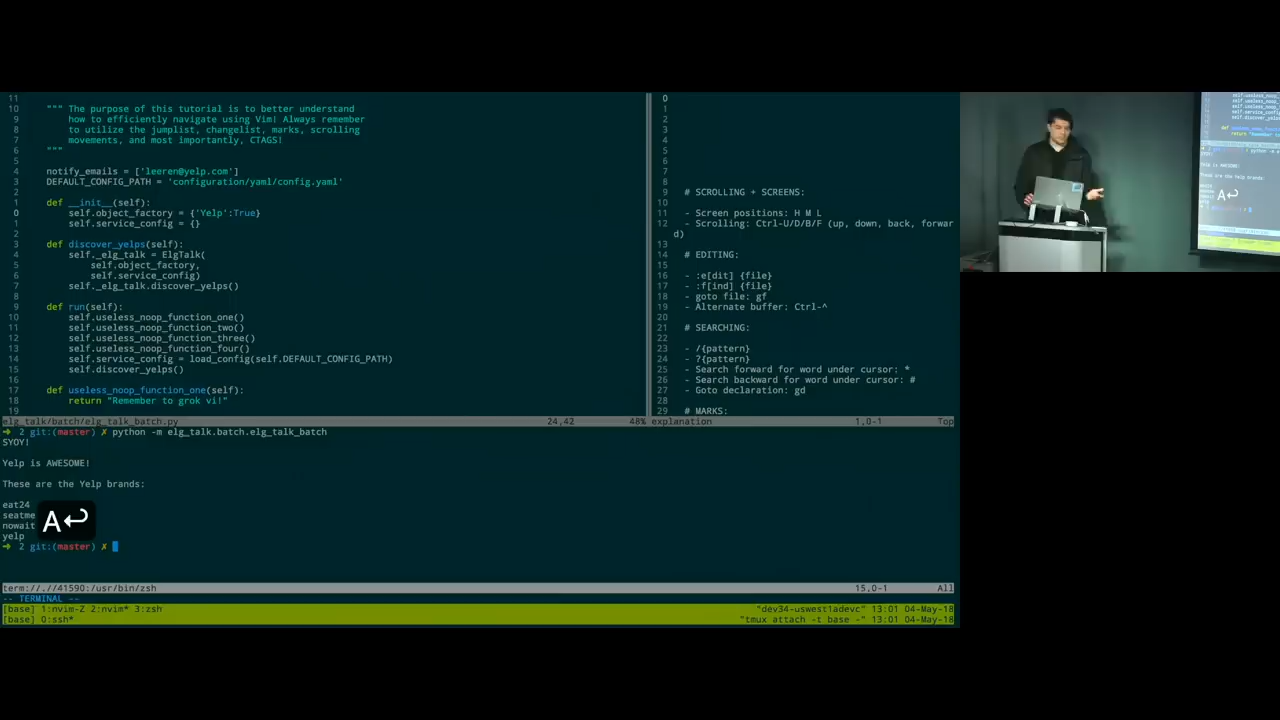 11
10 """ The purpose of this tutorial is to better understand
9 how to efficiently navigate using Vim! Always remember
8 to utilize the jumplist, changelist, marks, scrolling
7 movements, and most importantly, CTAGS!
6 """
5
4 notify_emails = ['leeren@yelp.com']
3 DEFAULT_CONFIG_PATH = 'configuration/yaml/config.yaml'
2
1 def __init__(self):
0 self.object_factory = {'Yelp':True}
1 self.service_config = {}
2
3 def discover_yelps(self):
4 self._elg_talk = ElgTalk(
5 self.object_factory,
6 self.service_config)
7 self._elg_talk.discover_yelps()
8
9 def run(self):
10 self.useless_noop_function_one()
11 self.useless_noop_function_two()
12 self.useless_noop_function_three()
13 self.useless_noop_function_four()
14 self.service_config = load_config(self.DEFAULT_CONFIG_PATH)
15 self.discover_yelps()
16
17 def useless_noop_function_one(self):
18 return "Remember to grok vi!"
19
elg_talk/batch/elg_talk_batch.py 24,42 48%
0
1
2
3
4
5
6
7
8
9 # SCROLLING + SCREENS:
10
11 - Screen positions: H M L
12 - Scrolling: Ctrl-U/D/B/F (up, down, back, forwar
d)
13
14 # EDITING:
15
16 - :e[dit] {file}
17 - :f[ind] {file}
18 - goto file: gf
19 - Alternate buffer: Ctrl-^
20
21 # SEARCHING:
22
23 - /{pattern}
24 - ?{pattern}
25 - Search forward for word under cursor: *
26 - Search backward for word under cursor: #
27 - Goto declaration: gd
28
29 # MARKS:
explanation 1,0-1 Top
➜ 2 git:(master) ✗ python -m elg_talk.batch.elg_talk_batch
SYOY!
Yelp is AWESOME!
These are the Yelp brands:
eat24
seatme
nowait
yelp
A↩
➜ 2 git:(master) ✗
term://.//41590:/usr/bin/zsh 15,0-1 All
-- TERMINAL --
[base] 1:nvim-Z 2:nvim* 3:zsh "dev34-uswest1adevc" 13:01 04-May-18
[base] 0:ssh* "tmux attach -t base -" 13:01 04-May-18